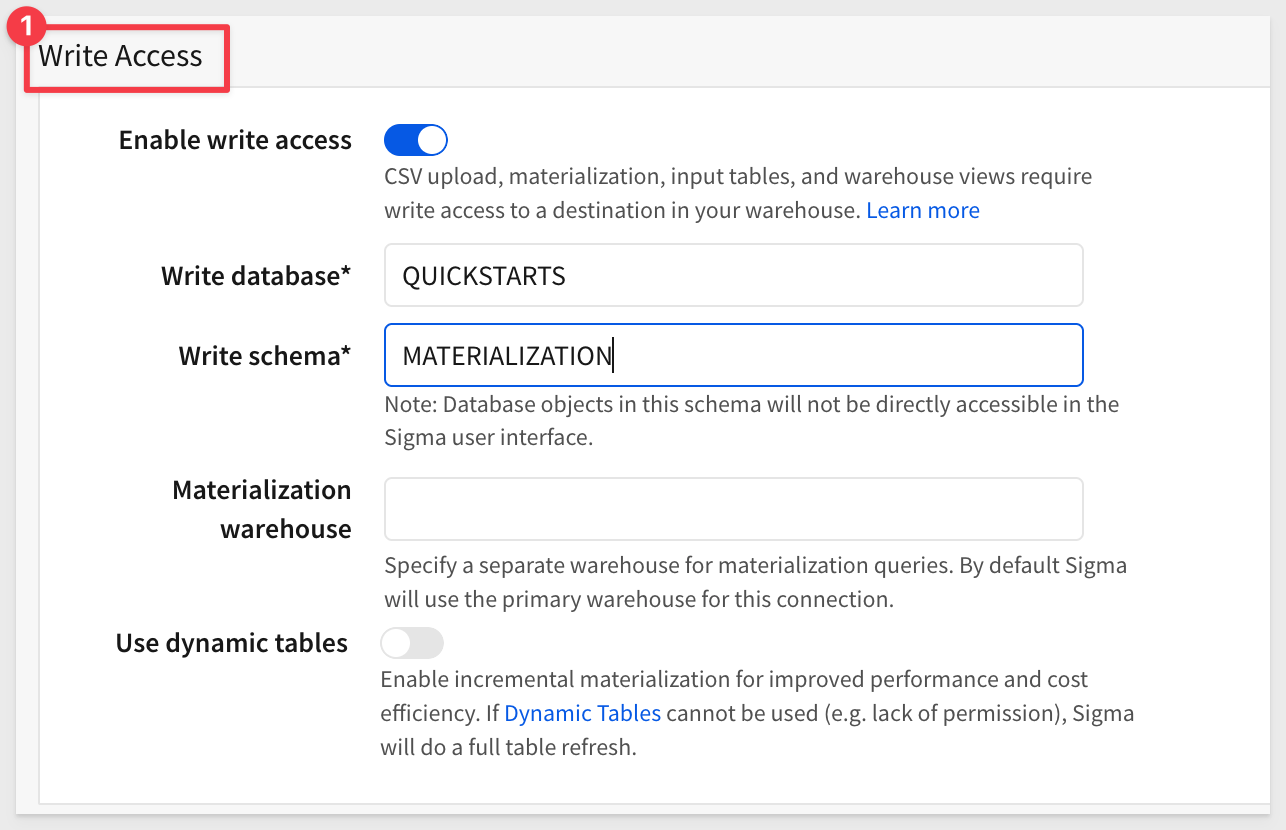 1
Write Access
Enable write access
CSV upload, materialization, input tables, and warehouse views require
write access to a destination in your warehouse. Learn more
Write database*
QUICKSTARTS
Write schema*
MATERIALIZATION
Note: Database objects in this schema will not be directly accessible in the
Sigma user interface.
Materialization
warehouse
Specify a separate warehouse for materialization queries. By default Sigma
will use the primary warehouse for this connection.
Use dynamic tables
Enable incremental materialization for improved performance and cost
efficiency. If Dynamic Tables cannot be used (e.g. lack of permission), Sigma
will do a full table refresh.